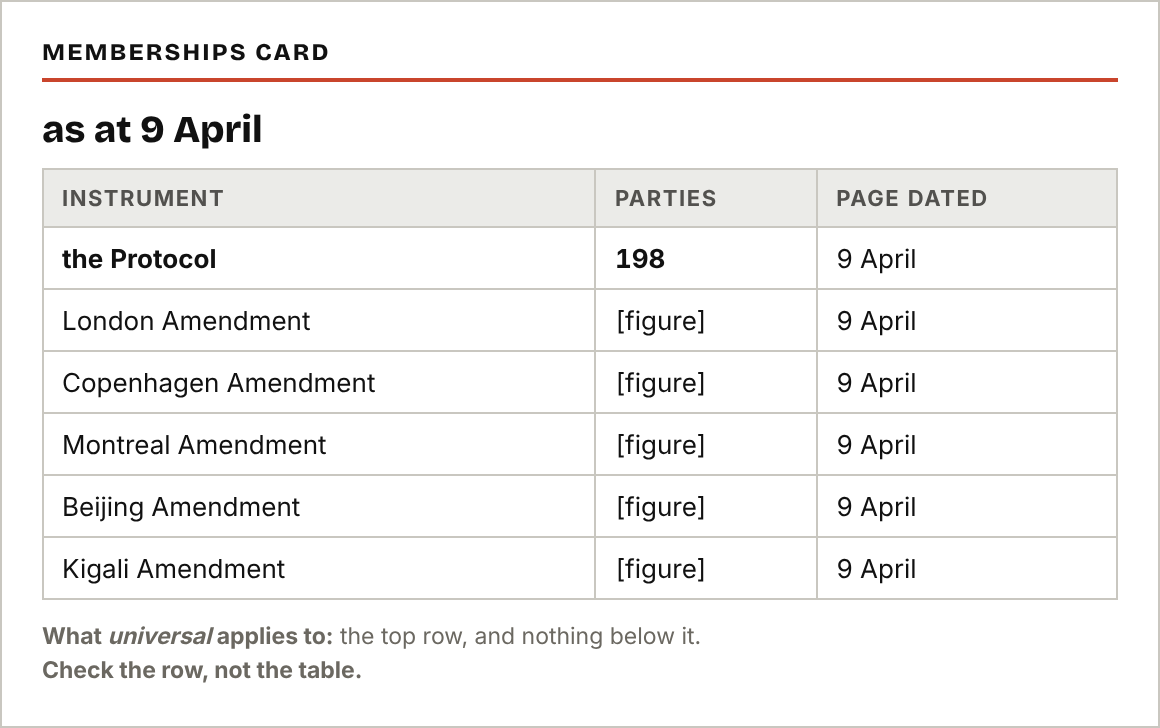 MEMBERSHIPS CARD
as at 9 April
INSTRUMENT PARTIES PAGE DATED
the Protocol 198 9 April
London Amendment [figure] 9 April
Copenhagen Amendment [figure] 9 April
Montreal Amendment [figure] 9 April
Beijing Amendment [figure] 9 April
Kigali Amendment [figure] 9 April
What universal applies to: the top row, and nothing below it.
Check the row, not the table.